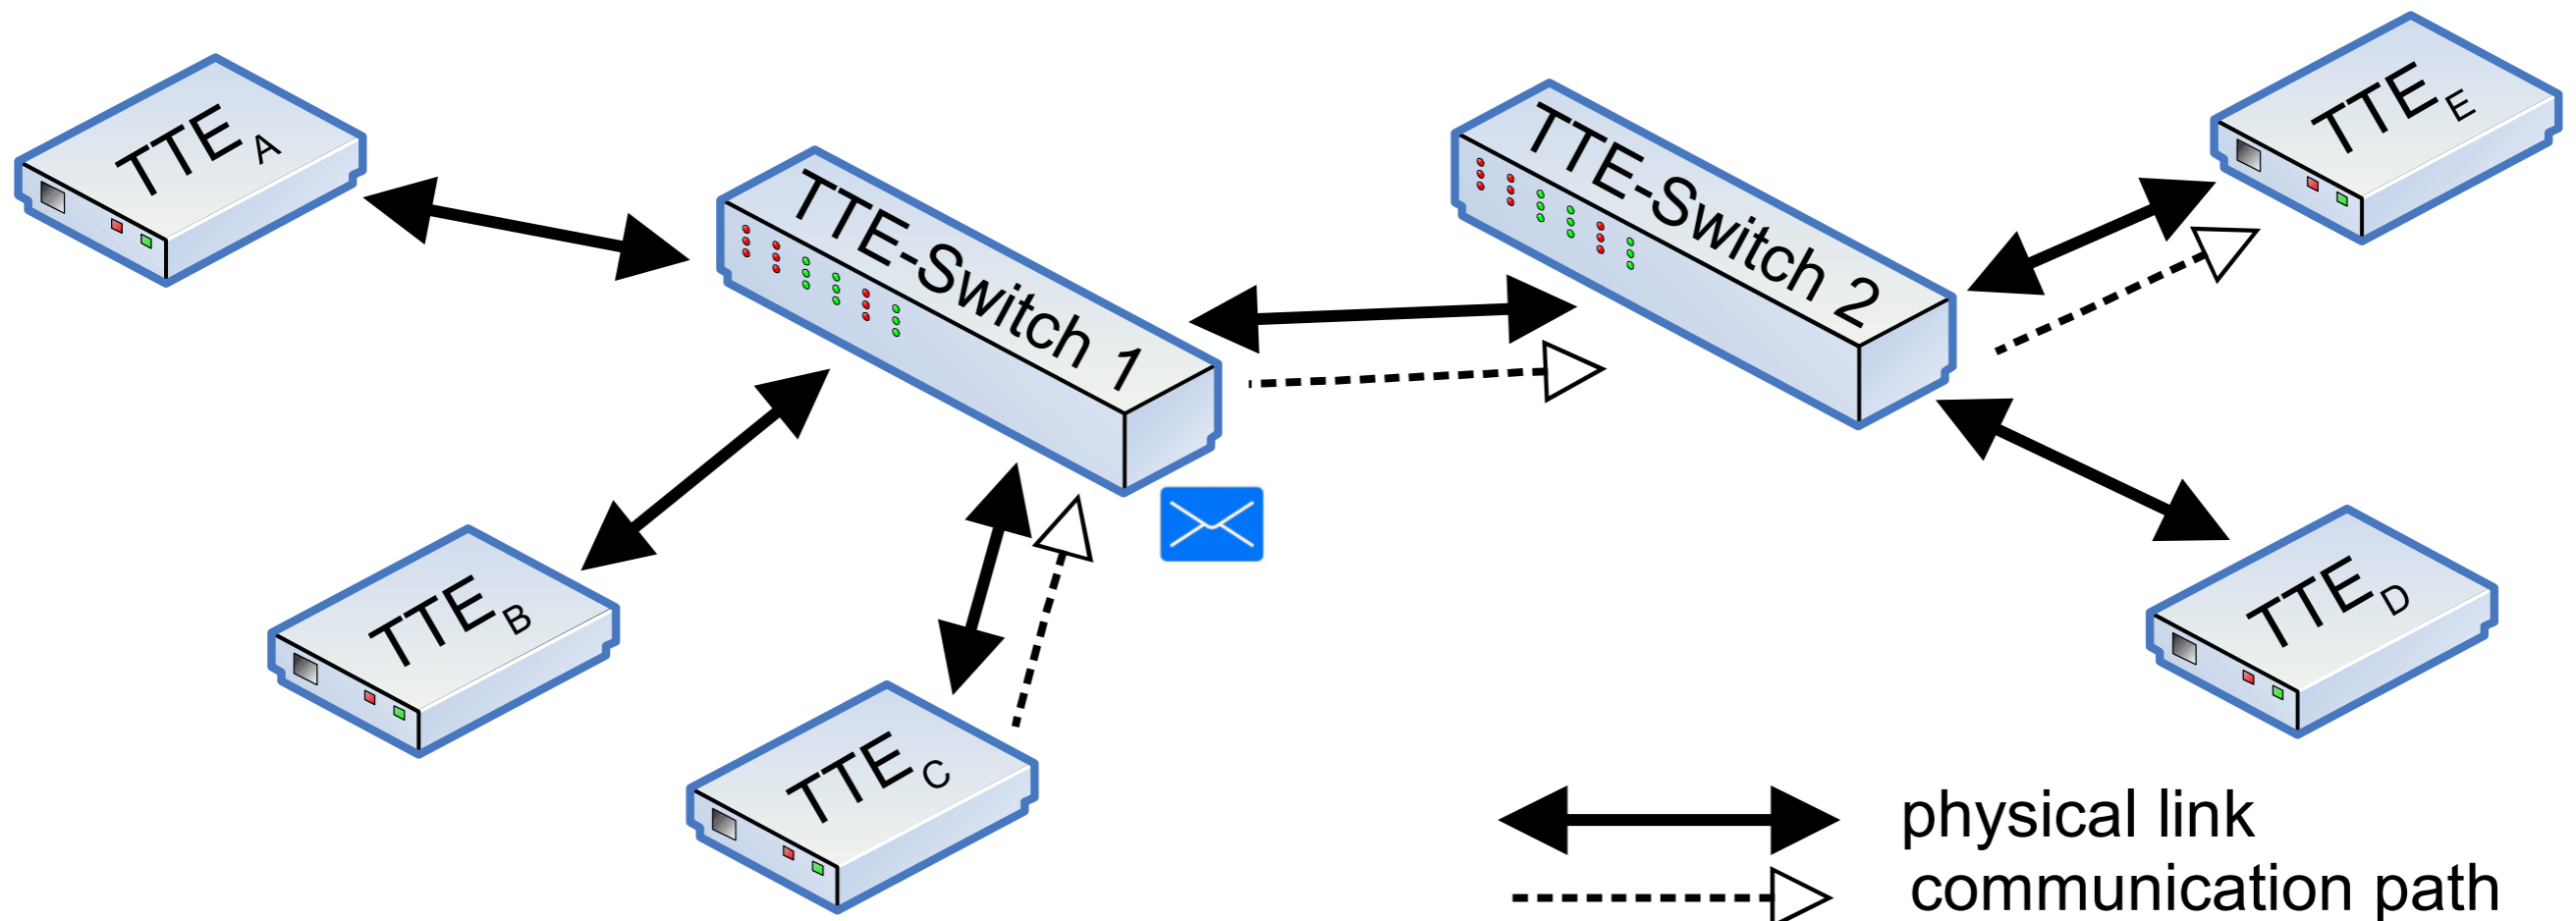 TTE A
TTE-Switch 1
TTE-Switch 2
TTE E
TTE B
TTE C
TTE D
physical link
communication path